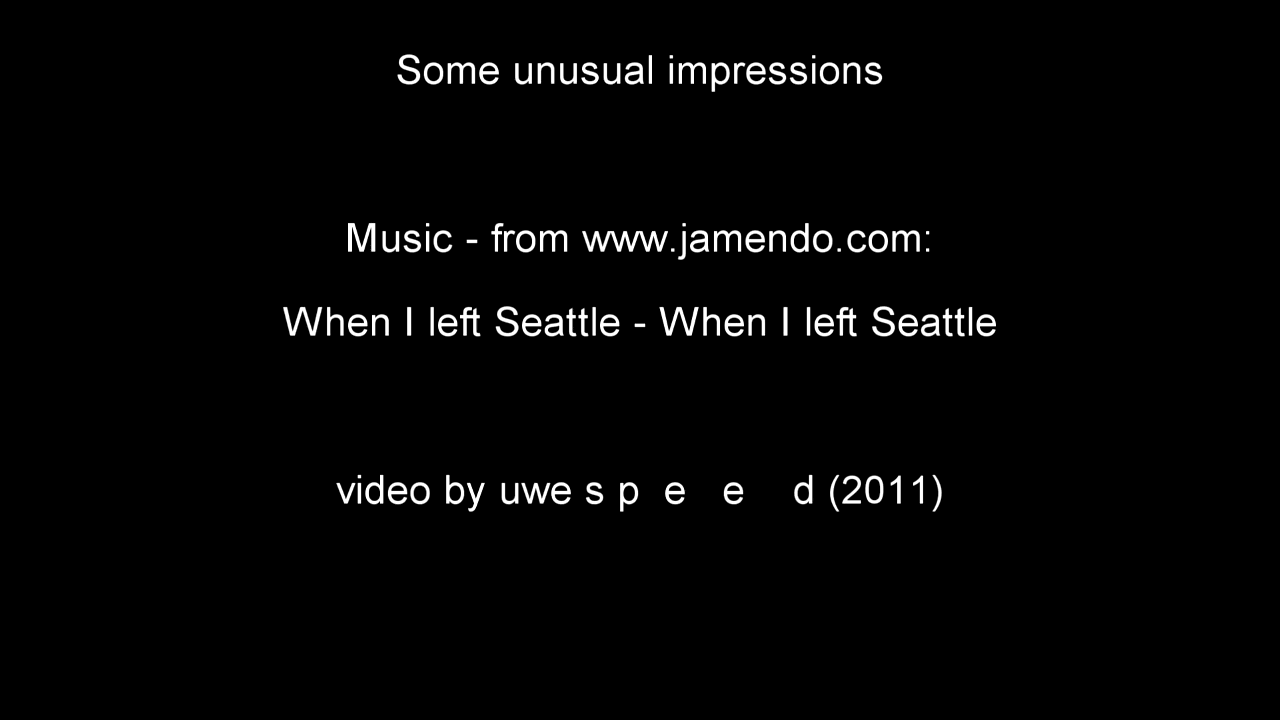 Some unusual impressions
Music - from www.jamendo.com:
When I left Seattle - When I left Seattle
video by uwe s p  e   e    d (2011)